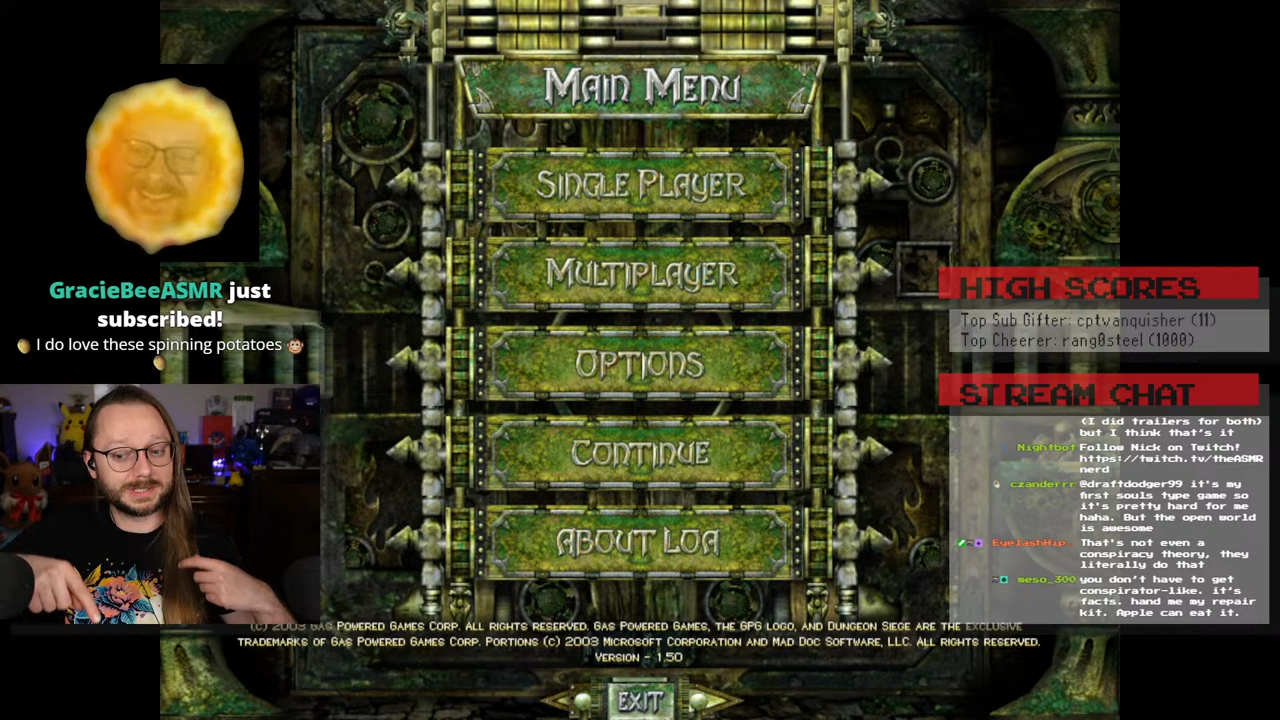 Main Menu
Single Player
Multiplayer
Options
Continue
About LoA
GracieBeeASMR just
subscribed!
I do love these spinning potatoes
HIGH SCORES
Top Sub Gifter: cptvanquisher (11)
Top Cheerer: rang0steel (1000)
STREAM CHAT
(I did trailers for both)
but I think that's it
Nightbot Follow Nick on Twitch!
https://twitch.tv/theASMR
nerd
czanderrr @draftdodger99 it's my
first souls type game so
it's pretty hard for me
haha. But the open world
is awesome
EyelashHip… That's not even a
conspiracy theory, they
literally do that
meso_300 you don't have to get
conspirator-like. it's
facts. hand me my repair
kit. Apple can eat it.
(C) 2003 Gas Powered Games Corp. All rights reserved. Gas Powered Games, the GPG logo, and Dungeon Siege are the exclusive
trademarks of Gas Powered Games Corp. Portions (C) 2003 Microsoft Corporation and Mad Doc Software, LLC. All rights reserved.
Version - 1.50
Exit